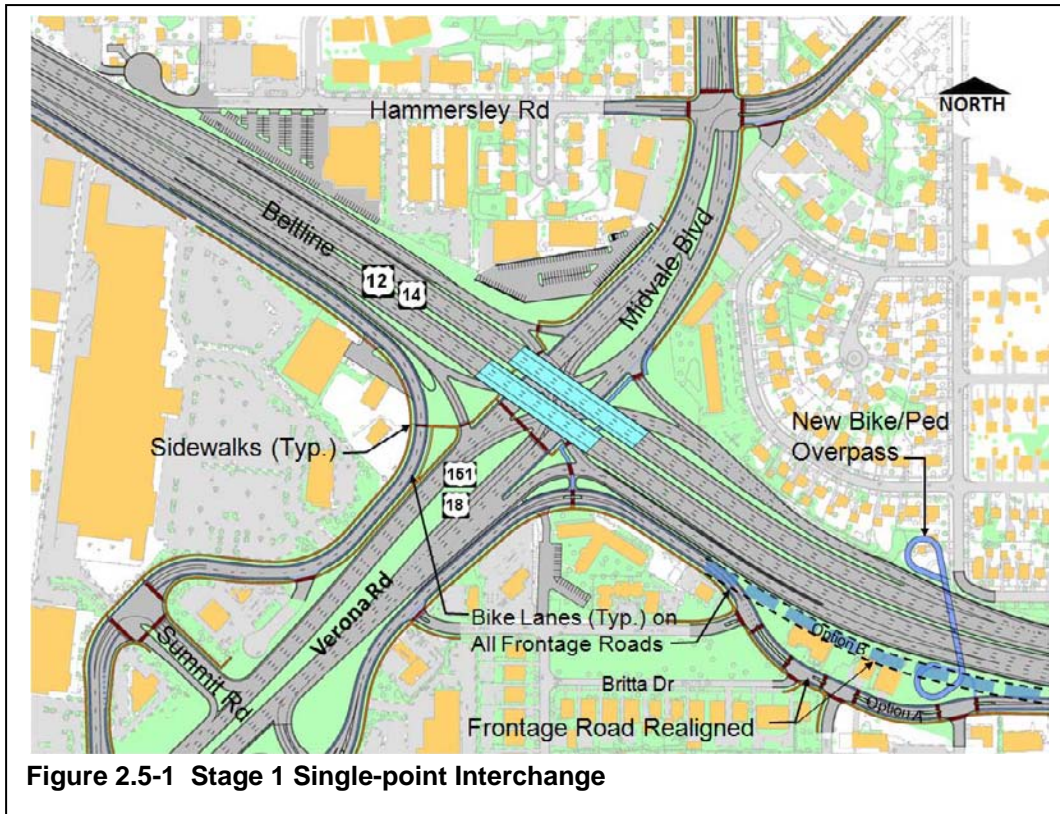 Hammersley Rd
NORTH
Beltline
12
14
Midvale Blvd
New Bike/Ped
Overpass
Sidewalks (Typ.)
151
18
Verona Rd
Summit Rd
Bike Lanes (Typ.) on
All Frontage Roads
Option B
Britta Dr
Option A
Frontage Road Realigned
Figure 2.5-1 Stage 1 Single-point Interchange